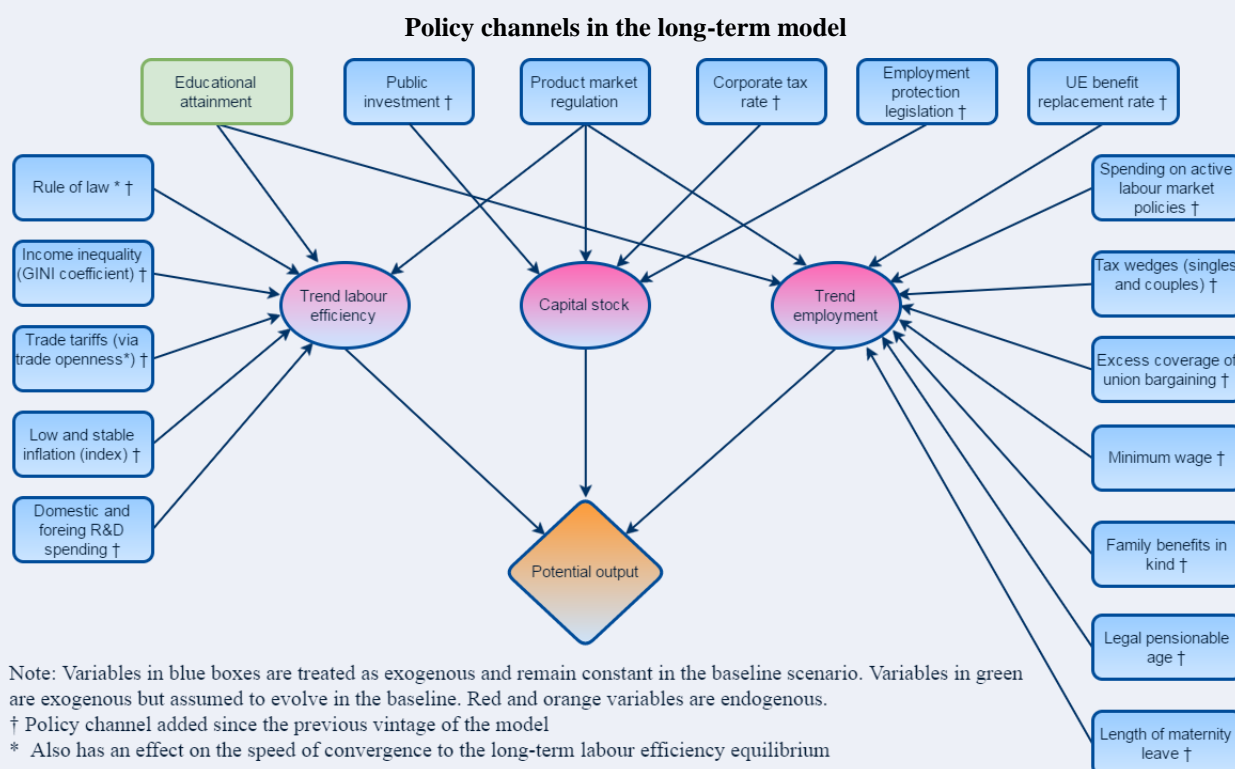 Policy channels in the long-term model
Educational
attainment
Public
investment †
Product market
regulation
Corporate tax
rate †
Employment
protection
legislation †
UE benefit
replacement rate †
Rule of law * †
Income inequality
(GINI coefficient) †
Trade tariffs (via
trade openness*) †
Low and stable
inflation (index) †
Domestic and
foreing R&D
spending †
Trend labour
efficiency
Capital stock
Trend
employment
Potential output
Spending on active
labour market
policies †
Tax wedges (singles
and couples) †
Excess coverage of
union bargaining †
Minimum wage †
Family benefits in
kind †
Legal pensionable
age †
Length of maternity
leave †
Note: Variables in blue boxes are treated as exogenous and remain constant in the baseline scenario. Variables in green
are exogenous but assumed to evolve in the baseline. Red and orange variables are endogenous.
† Policy channel added since the previous vintage of the model
* Also has an effect on the speed of convergence to the long-term labour efficiency equilibrium